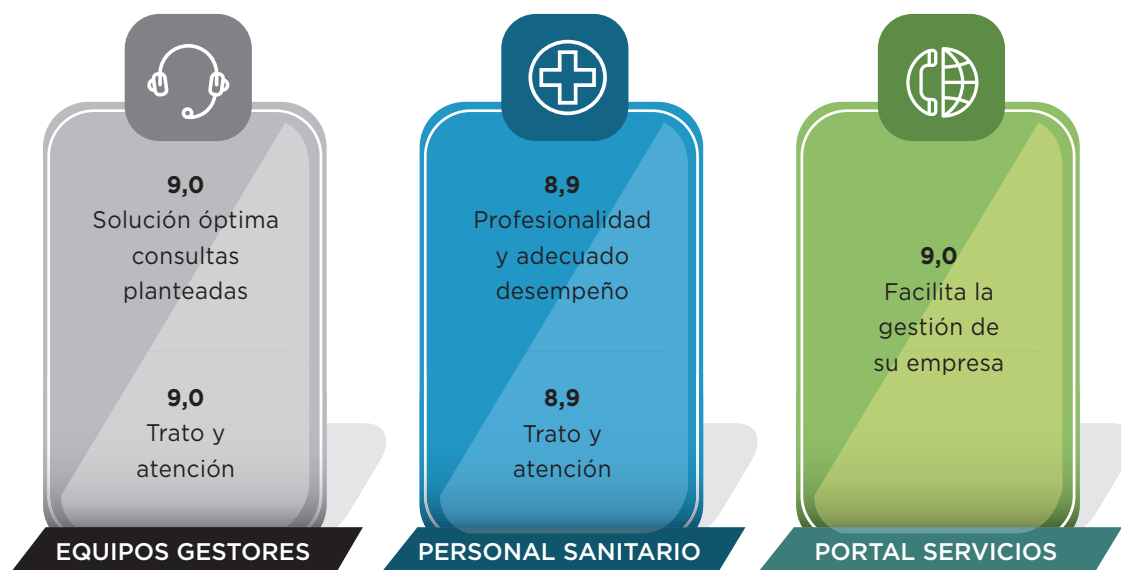 9,0
Solución óptima
consultas
planteadas
9,0
Trato y
atención
EQUIPOS GESTORES
8,9
Profesionalidad
y adecuado
desempeño
8,9
Trato y
atención
PERSONAL SANITARIO
9,0
Facilita la
gestión de
su empresa
PORTAL SERVICIOS